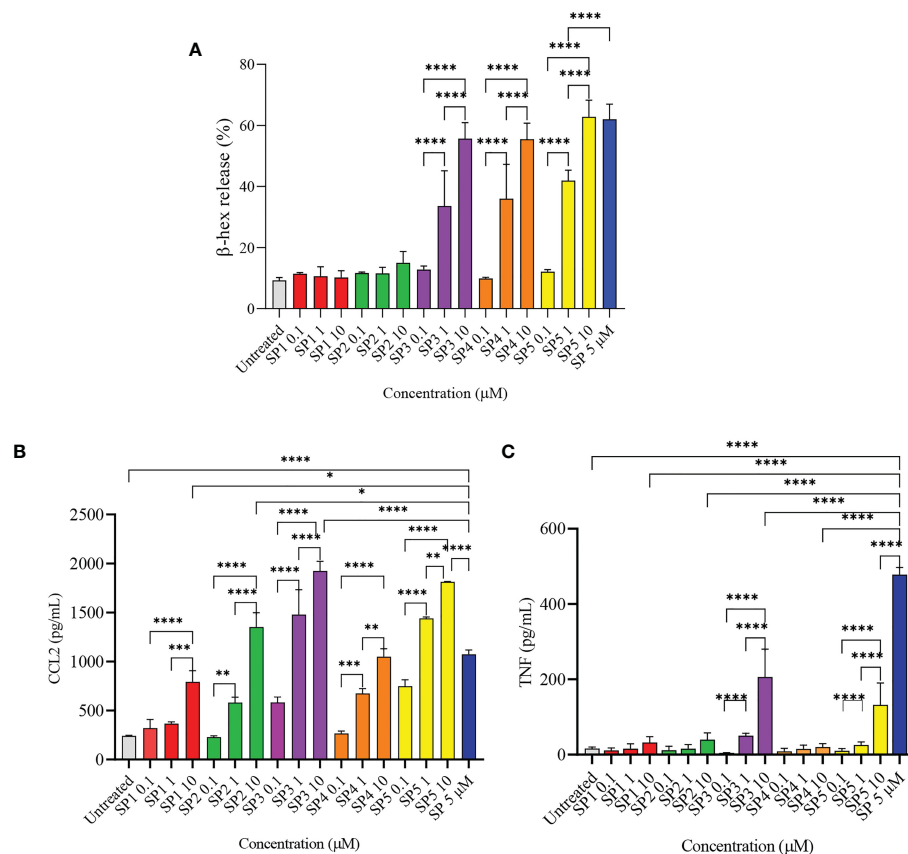 A
****
**** **** ****
**** **** ****
**** **** ****
β-hex release (%)
80
60
40
20
0
Untreated
SP1 0.1
SP1 1
SP1 10
SP2 0.1
SP2 1
SP2 10
SP3 0.1
SP3 1
SP3 10
SP4 0.1
SP4 1
SP4 10
SP5 0.1
SP5 1
SP5 10
SP 5 μM
Concentration (μM)
B
****
*
*
****
****
****
****
****
****
****
**
****
****
****
***
**
***
**
****
CCL2 (pg/mL)
2500
2000
1500
1000
500
0
Untreated
SP1 0.1
SP1 1
SP1 10
SP2 0.1
SP2 1
SP2 10
SP3 0.1
SP3 1
SP3 10
SP4 0.1
SP4 1
SP4 10
SP5 0.1
SP5 1
SP5 10
SP 5 μM
Concentration (μM)
C
****
****
****
****
****
****
****
****
****
****
****
****
TNF (pg/mL)
600
400
200
0
Untreated
SP1 0.1
SP1 1
SP1 10
SP2 0.1
SP2 1
SP2 10
SP3 0.1
SP3 1
SP3 10
SP4 0.1
SP4 1
SP4 10
SP5 0.1
SP5 1
SP5 10
SP 5 μM
Concentration (μM)